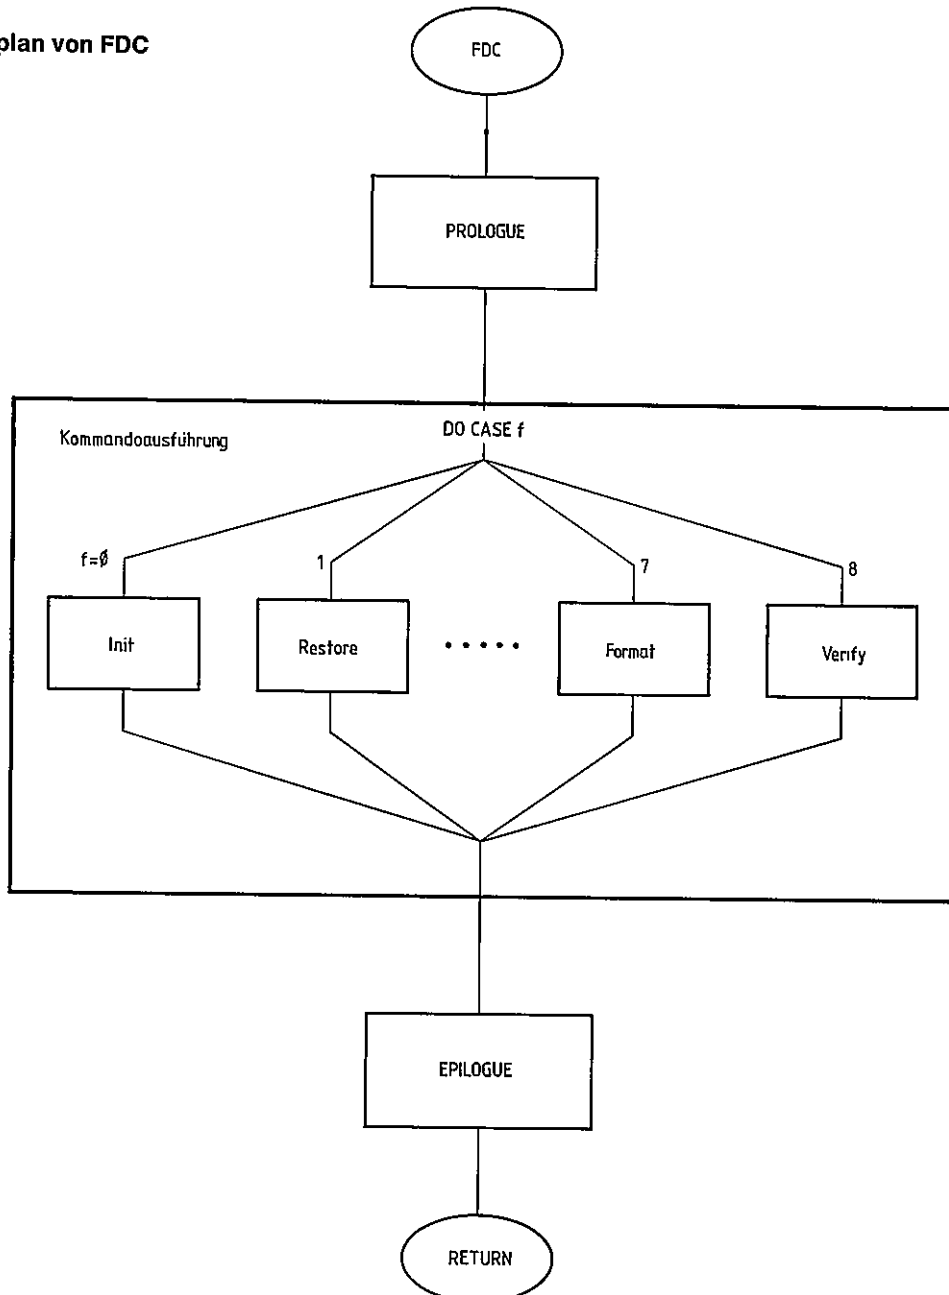 plan von FDC
FDC
PROLOGUE
Kommandoausführung
DO CASE f
f=Ø
1
7
8
Init
Restore
.....
Format
Verify
EPILOGUE
RETURN